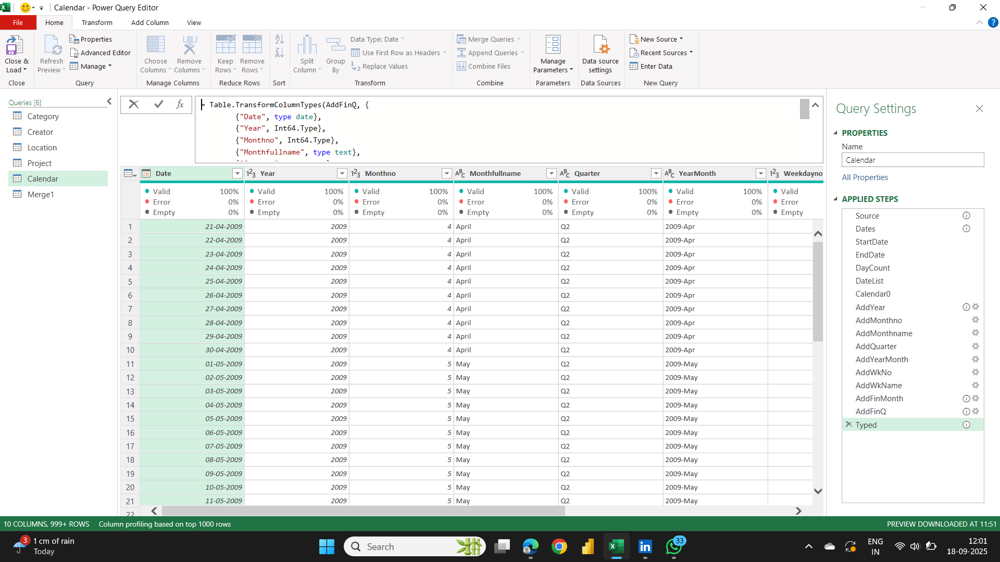 Calendar - Power Query Editor
File Home Transform Add Column View
Close & Load
Close
Refresh Preview
Properties
Advanced Editor
Manage
Query
Choose Columns
Remove Columns
Manage Columns
Keep Rows
Remove Rows
Reduce Rows
Sort
Split Column
Group By
Data Type: Date
Use First Row as Headers
Replace Values
Transform
Merge Queries
Append Queries
Combine Files
Combine
Manage Parameters
Parameters
Data source settings
Data Sources
New Source
Recent Sources
Enter Data
New Query
Queries [6]
Category
Creator
Location
Project
Calendar
Merge1
fx
= Table.TransformColumnTypes(AddFinQ, {
{"Date", type date},
{"Year", Int64.Type},
{"Monthno", Int64.Type},
{"Monthfullname", type text},
Date Year Monthno Monthfullname Quarter YearMonth Weekdayno
Valid 100% Valid 100% Valid 100% Valid 100% Valid 100% Valid 100% Valid
Error 0% Error 0% Error 0% Error 0% Error 0% Error 0% Error
Empty 0% Empty 0% Empty 0% Empty 0% Empty 0% Empty 0% Empty
1 21-04-2009 2009 4 April Q2 2009-Apr
2 22-04-2009 2009 4 April Q2 2009-Apr
3 23-04-2009 2009 4 April Q2 2009-Apr
4 24-04-2009 2009 4 April Q2 2009-Apr
5 25-04-2009 2009 4 April Q2 2009-Apr
6 26-04-2009 2009 4 April Q2 2009-Apr
7 27-04-2009 2009 4 April Q2 2009-Apr
8 28-04-2009 2009 4 April Q2 2009-Apr
9 29-04-2009 2009 4 April Q2 2009-Apr
10 30-04-2009 2009 4 April Q2 2009-Apr
11 01-05-2009 2009 5 May Q2 2009-May
12 02-05-2009 2009 5 May Q2 2009-May
13 03-05-2009 2009 5 May Q2 2009-May
14 04-05-2009 2009 5 May Q2 2009-May
15 05-05-2009 2009 5 May Q2 2009-May
16 06-05-2009 2009 5 May Q2 2009-May
17 07-05-2009 2009 5 May Q2 2009-May
18 08-05-2009 2009 5 May Q2 2009-May
19 09-05-2009 2009 5 May Q2 2009-May
20 10-05-2009 2009 5 May Q2 2009-May
21 11-05-2009 2009 5 May Q2 2009-May
22
Query Settings
PROPERTIES
Name
Calendar
All Properties
APPLIED STEPS
Source
Dates
StartDate
EndDate
DayCount
DateList
Calendar0
AddYear
AddMonthno
AddMonthname
AddQuarter
AddYearMonth
AddWkNo
AddWkName
AddFinMonth
AddFinQ
Typed
10 COLUMNS, 999+ ROWS Column profiling based on top 1000 rows PREVIEW DOWNLOADED AT 11:51
3
1 cm of rain
Today
Search
33
ENG
IN
12:01
18-09-2025